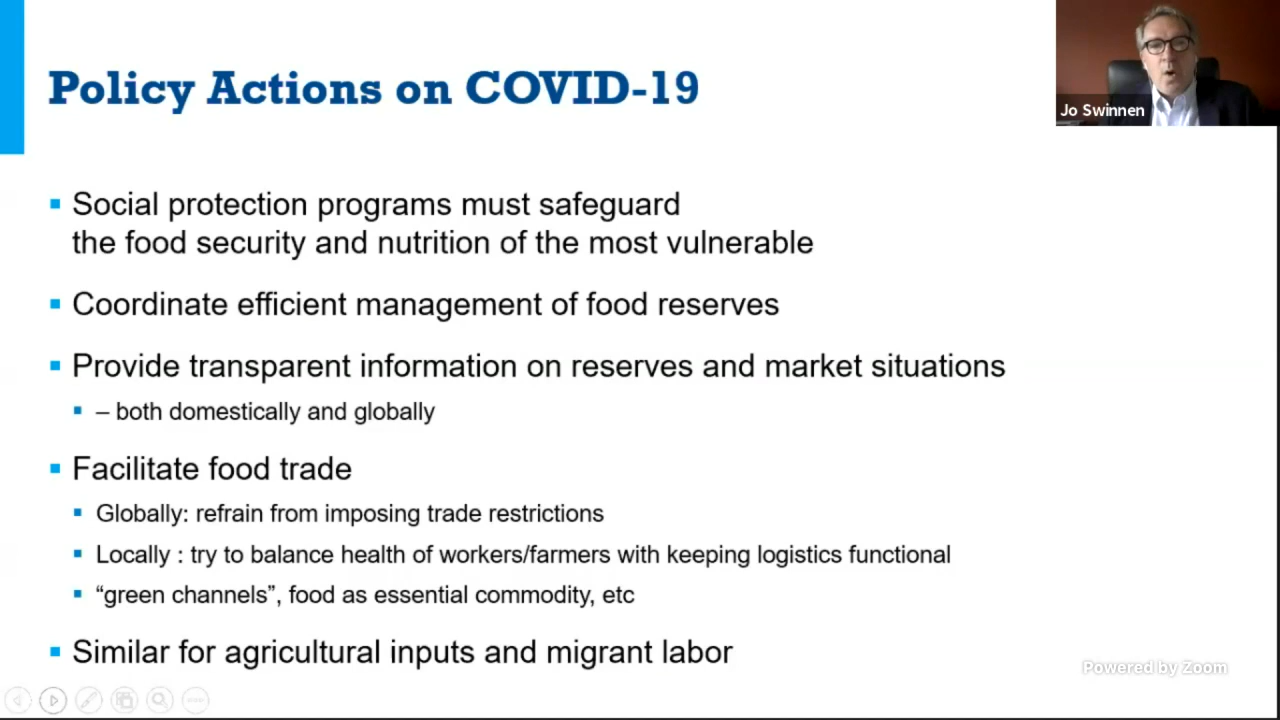 Policy Actions on COVID-19
Jo Swinnen
Social protection programs must safeguard
the food security and nutrition of the most vulnerable
Coordinate efficient management of food reserves
Provide transparent information on reserves and market situations
– both domestically and globally
Facilitate food trade
Globally: refrain from imposing trade restrictions
Locally : try to balance health of workers/farmers with keeping logistics functional
“green channels”, food as essential commodity, etc
Similar for agricultural inputs and migrant labor
Powered by Zoom